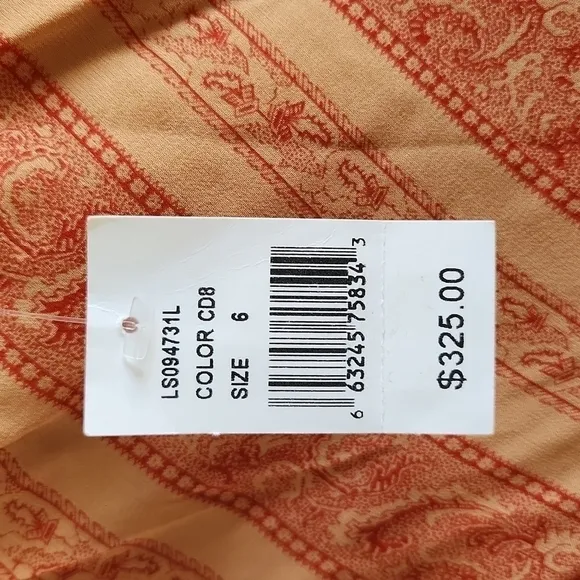 LS094731L
COLOR CD8
SIZE 6
6 63245 75834 3
$325.00